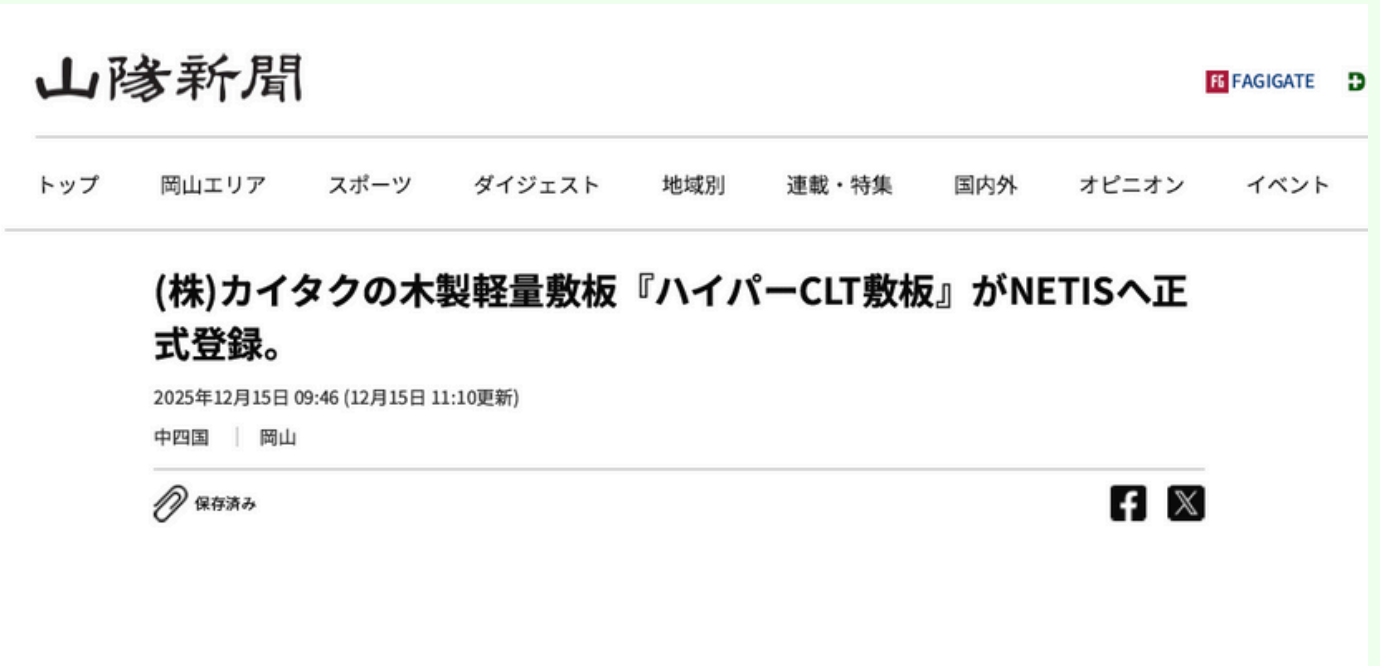 山陽新聞
FG FAGIGATE
トップ 岡山エリア スポーツ ダイジェスト 地域別 連載・特集 国内外 オピニオン イベント
(株)カイタクの木製軽量敷板『ハイパーCLT敷板』がNETISへ正
式登録。
2025年12月15日 09:46 (12月15日 11:10更新)
中四国 | 岡山
保存済み